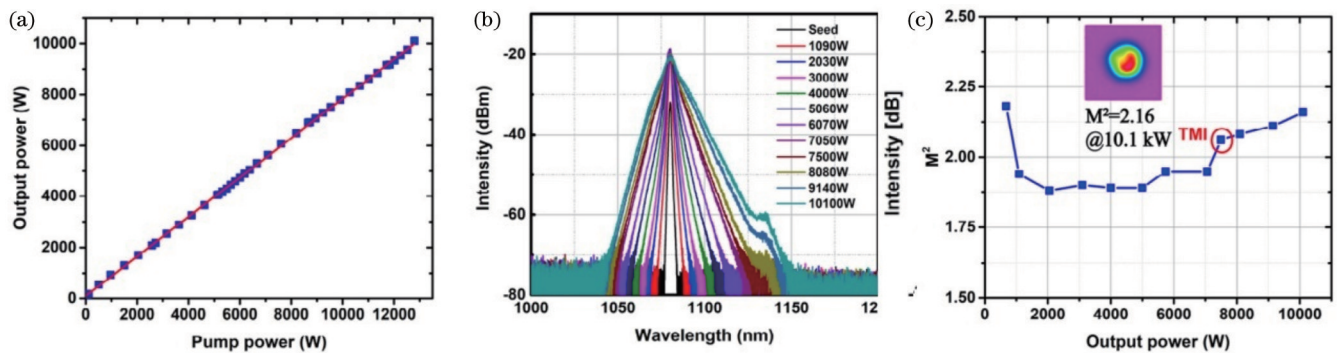 (a)
10000
8000
6000
4000
2000
0
Output power (W)
0 2000 4000 6000 8000 10000 12000
Pump power (W)
(b)
-20
-40
-60
-80
Intensity (dBm)
Seed
1090W
2030W
3000W
4000W
5060W
6070W
7050W
7500W
8080W
9140W
10100W
1000 1050 1100 1150 12
Wavelength (nm)
Intensity [dB]
(c)
2.50
2.25
2.00
1.75
1.50
M²
M²=2.16
@10.1 kW
TMI
0 2000 4000 6000 8000 10000
Output power (W)